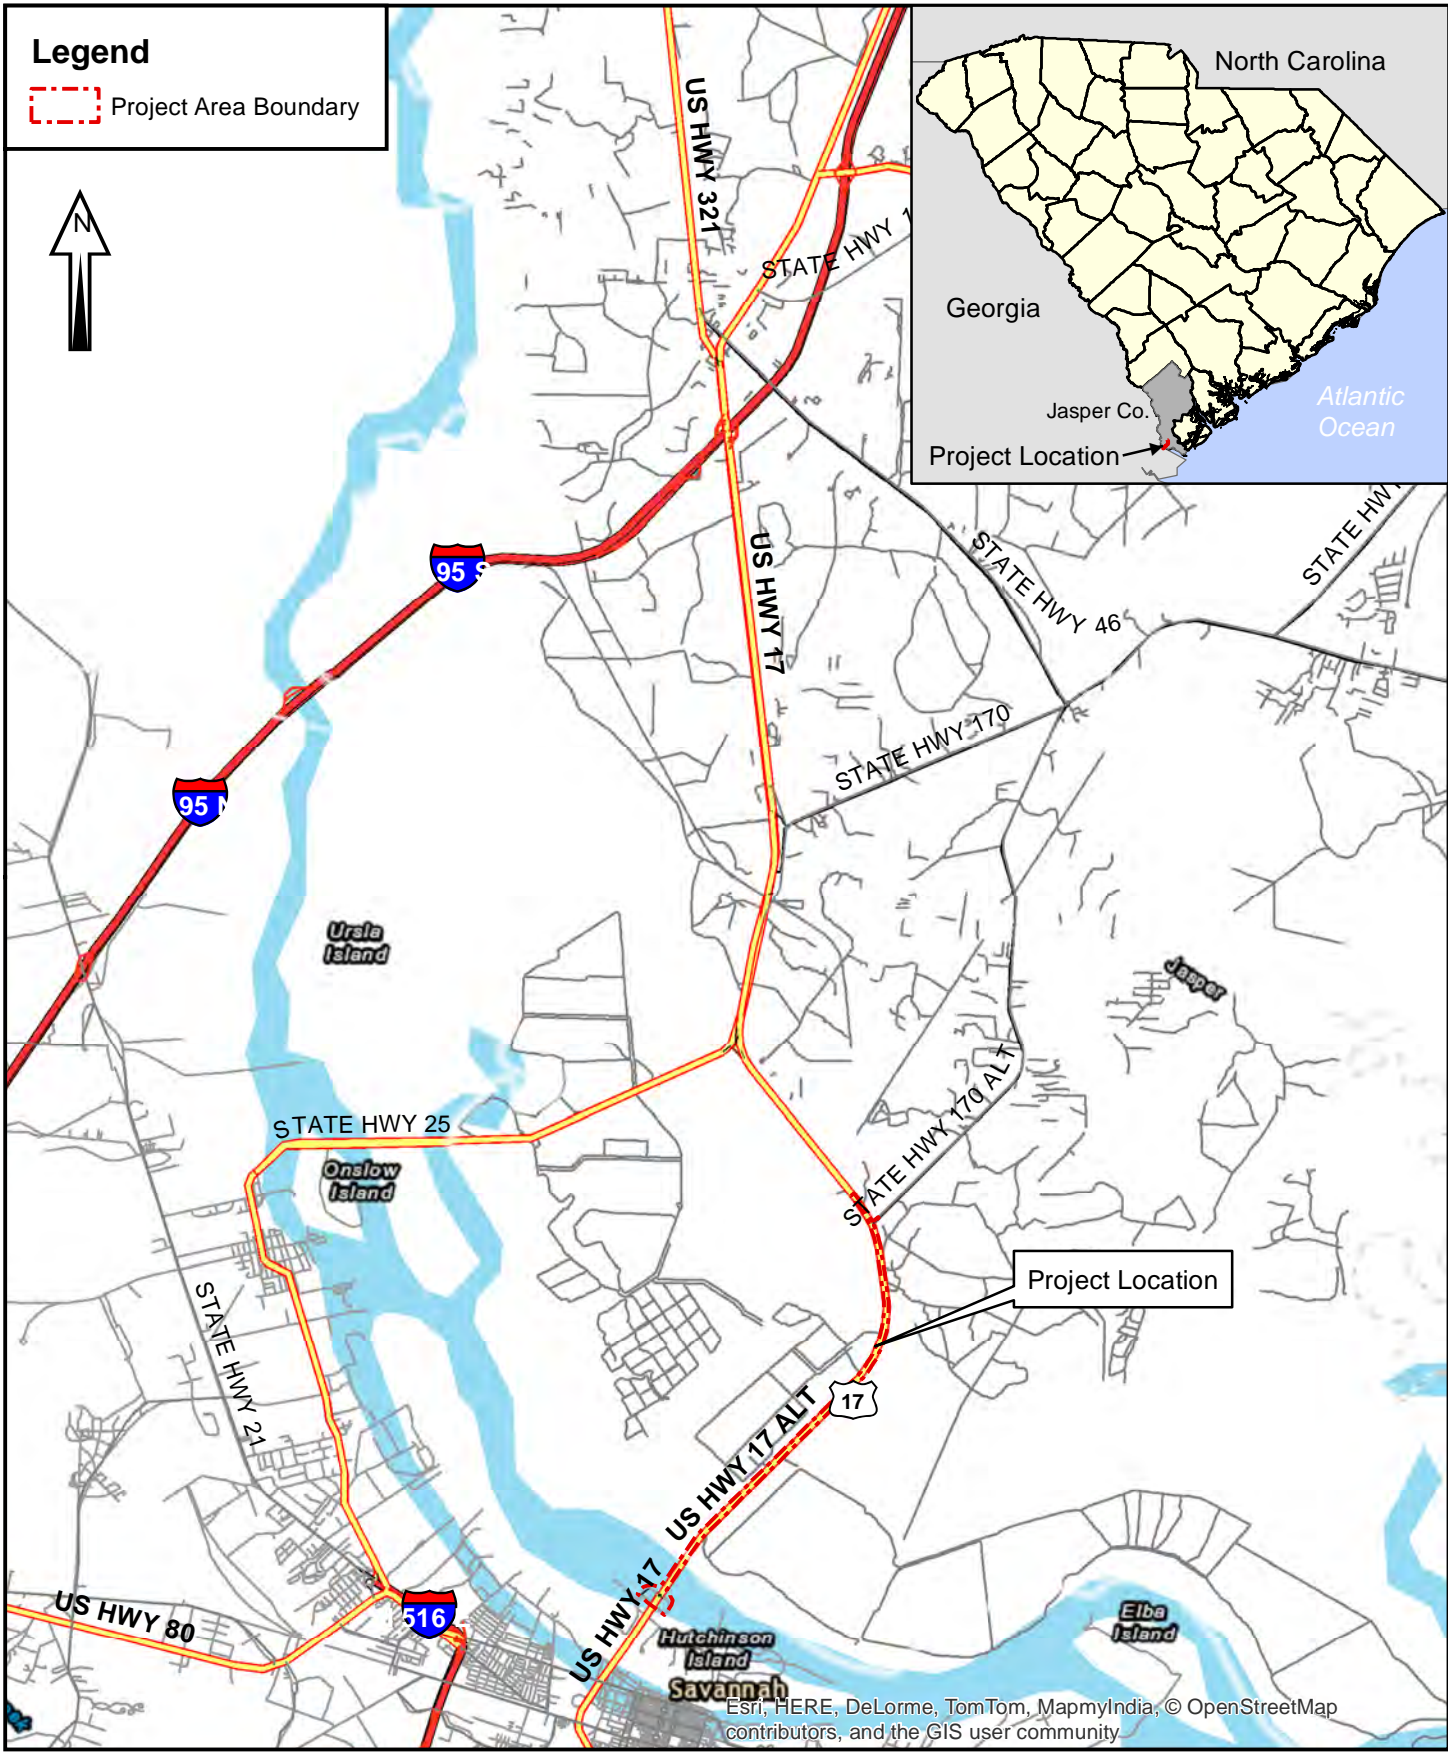 Legend
Project Area Boundary
N
North Carolina
Georgia
Atlantic
Ocean
Jasper Co.
Project Location
US HWY 321
STATE HWY 1
95 S
US HWY 17
STATE HWY 46
STATE HWY
STATE HWY 170
95 N
Ursla
Island
Jasper
STATE HWY 25
STATE HWY 170 ALT
Onslow
Island
Project Location
STATE HWY 21
17
US HWY 17 ALT
US HWY 17
US HWY 80
516
Elba
Island
Hutchinson
Island
Savannah
Esri, HERE, DeLorme, TomTom, MapmyIndia, © OpenStreetMap
contributors, and the GIS user community